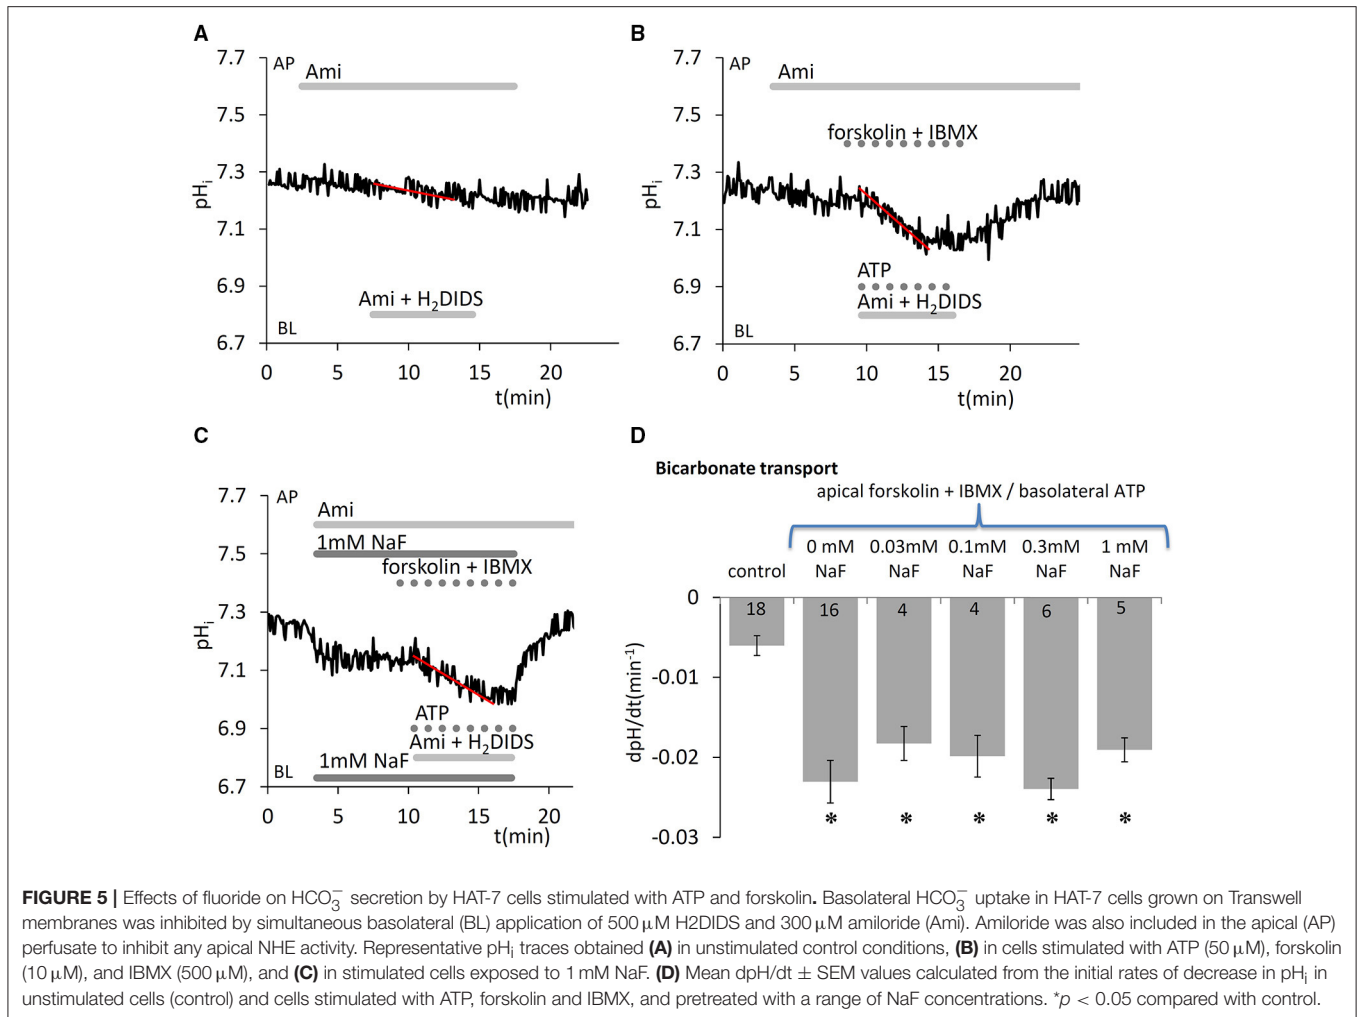 A
7.7
AP
Ami
7.5
7.3
pHi
7.1
6.9
Ami + H2DIDS
BL
6.7
0 5 10 15 20
t(min)
B
7.7
AP
Ami
7.5
forskolin + IBMX
7.3
pHi
7.1
ATP
6.9
Ami + H2DIDS
BL
6.7
0 5 10 15 20
t(min)
C
7.7
AP
Ami
7.5
1mM NaF
forskolin + IBMX
7.3
pHi
7.1
ATP
6.9
Ami + H2DIDS
1mM NaF
BL
6.7
0 5 10 15 20
t(min)
D
Bicarbonate transport
apical forskolin + IBMX / basolateral ATP
0 mM 0.03mM 0.1mM 0.3mM 1 mM
control NaF NaF NaF NaF NaF
0
18 16 4 4 6 5
-0.01
dpH/dt(min-1)
-0.02
-0.03
* * * * *
FIGURE 5 | Effects of fluoride on HCO3− secretion by HAT-7 cells stimulated with ATP and forskolin. Basolateral HCO3− uptake in HAT-7 cells grown on Transwell
membranes was inhibited by simultaneous basolateral (BL) application of 500 μM H2DIDS and 300 μM amiloride (Ami). Amiloride was also included in the apical (AP)
perfusate to inhibit any apical NHE activity. Representative pHi traces obtained (A) in unstimulated control conditions, (B) in cells stimulated with ATP (50 μM), forskolin
(10 μM), and IBMX (500 μM), and (C) in stimulated cells exposed to 1 mM NaF. (D) Mean dpH/dt ± SEM values calculated from the initial rates of decrease in pHi in
unstimulated cells (control) and cells stimulated with ATP, forskolin and IBMX, and pretreated with a range of NaF concentrations. *p < 0.05 compared with control.